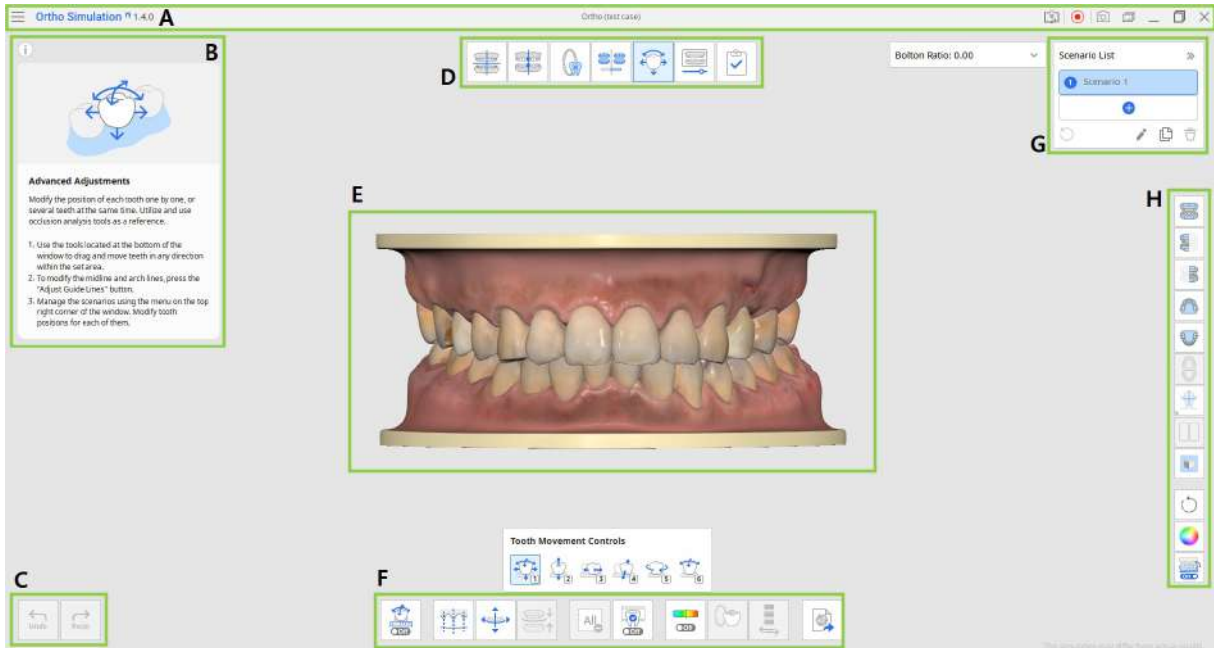 Ortho Simulation 1.4.0 A
Ortho (test case)
B
Advanced Adjustments
Modify the position of each tooth one by one, or
several teeth at the same time. Utilize and use
occlusion analysis tools as a reference.
1. Use the tools located at the bottom of the
window to drag and move teeth in any direction
within the set area.
2. To modify the midline and arch lines, press the
"Adjust Guide Lines" button.
3. Manage the scenarios using the menu on the top
right corner of the window. Modify tooth
positions for each of them.
D
Bolton Ratio: 0.00
Scenario List
1 Scenario 1
G
E
H
Tooth Movement Controls
1 2 3 4 5 6
C
Undo Redo
F
Off
All
Off
Off